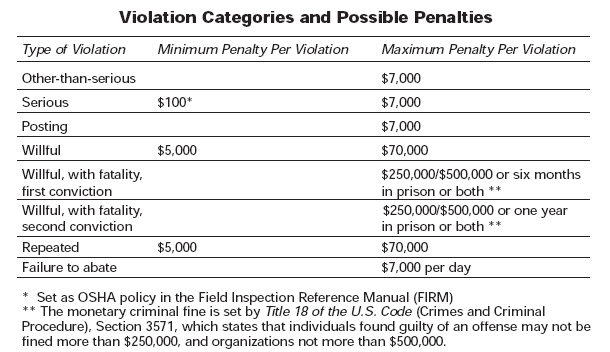 Violation Categories and Possible Penalties
Type of Violation Minimum Penalty Per Violation Maximum Penalty Per Violation
Other-than-serious $7,000
Serious $100* $7,000
Posting $7,000
Willful $5,000 $70,000
Willful, with fatality, $250,000/$500,000 or six months
first conviction in prison or both **
Willful, with fatality, $250,000/$500,000 or one year
second conviction in prison or both **
Repeated $5,000 $70,000
Failure to abate $7,000 per day
* Set as OSHA policy in the Field Inspection Reference Manual (FIRM)
** The monetary criminal fine is set by Title 18 of the U.S. Code (Crimes and Criminal
Procedure), Section 3571, which states that individuals found guilty of an offense may not be
fined more than $250,000, and organizations not more than $500,000.